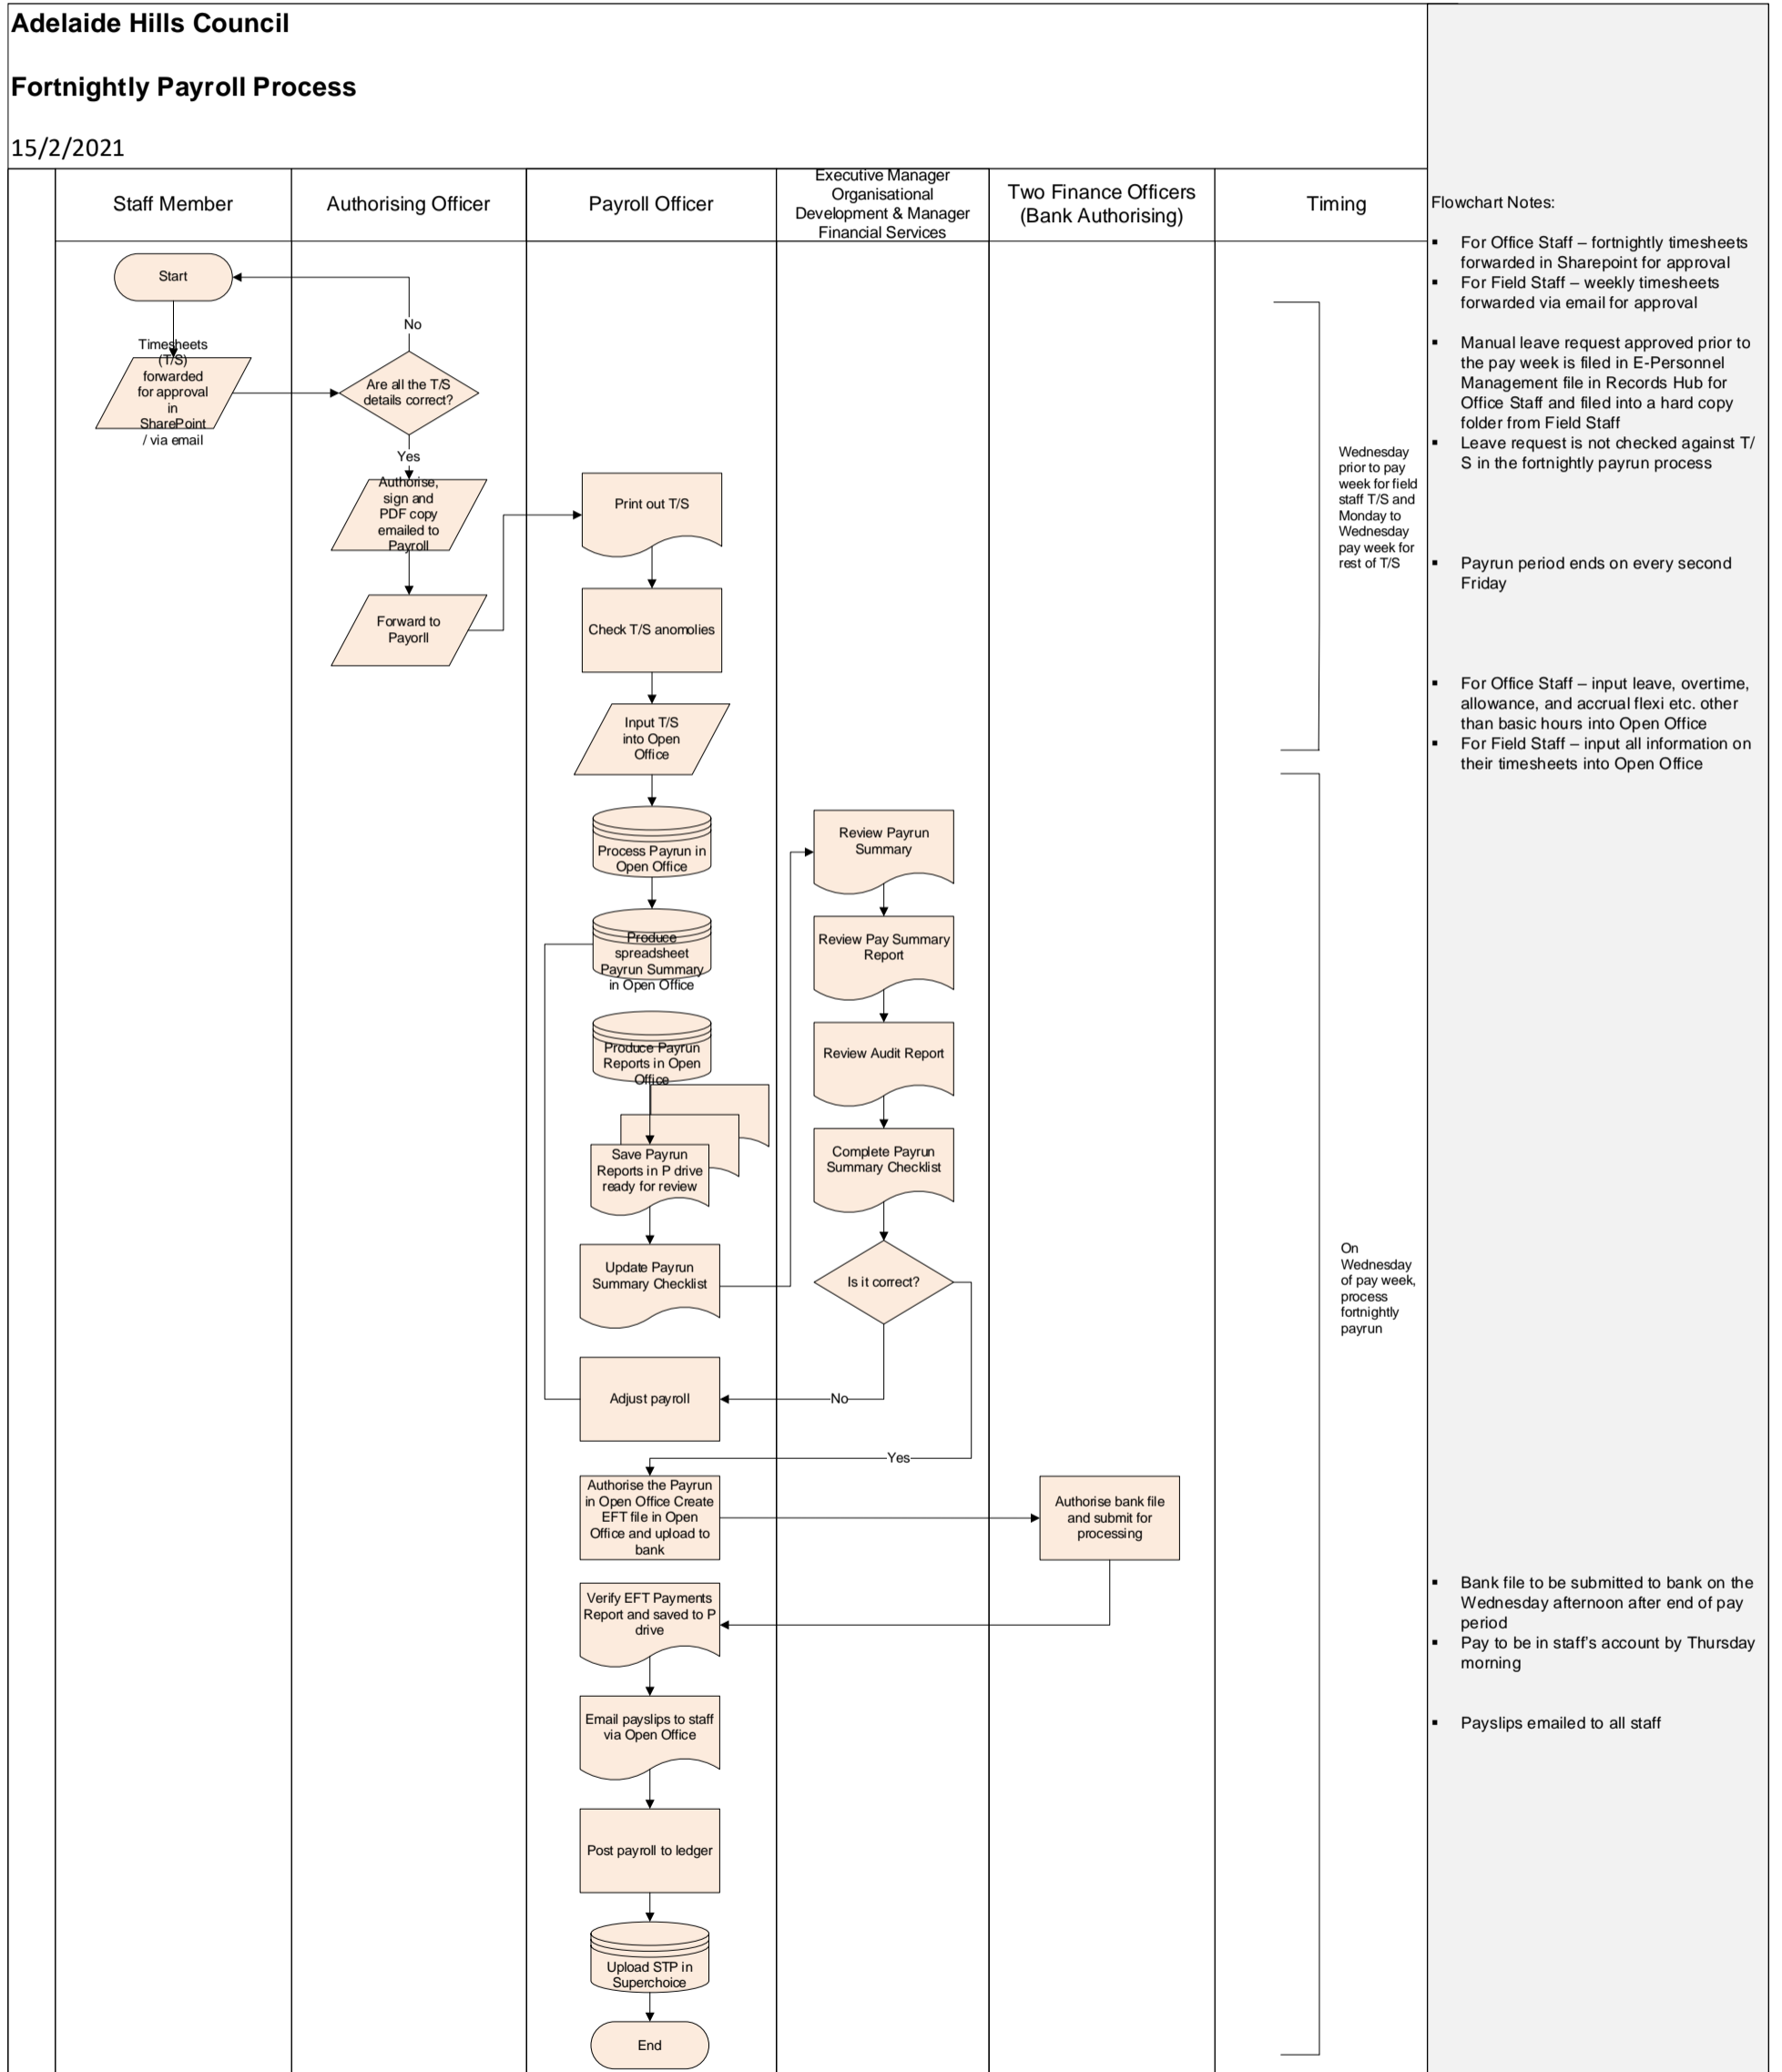 Adelaide Hills Council
Fortnightly Payroll Process
15/2/2021
Staff Member
Authorising Officer
Payroll Officer
Executive Manager
Organisational
Development & Manager
Financial Services
Two Finance Officers
(Bank Authorising)
Timing
Start
Timesheets
(T/S)
forwarded
for approval
in
SharePoint
/ via email
No
Are all the T/S
details correct?
Yes
Authorise,
sign and
PDF copy
emailed to
Payroll
Forward to
Payorll
Print out T/S
Check T/S anomolies
Input T/S
into Open
Office
Process Payrun in
Open Office
Produce
spreadsheet
Payrun Summary
in Open Office
Produce Payrun
Reports in Open
Office
Save Payrun
Reports in P drive
ready for review
Update Payrun
Summary Checklist
Review Payrun
Summary
Review Pay Summary
Report
Review Audit Report
Complete Payrun
Summary Checklist
Is it correct?
No
Adjust payroll
Yes
Authorise the Payrun
in Open Office Create
EFT file in Open
Office and upload to
bank
Authorise bank file
and submit for
processing
Verify EFT Payments
Report and saved to P
drive
Email payslips to staff
via Open Office
Post payroll to ledger
Upload STP in
Superchoice
End
Wednesday
prior to pay
week for field
staff T/S and
Monday to
Wednesday
pay week for
rest of T/S
On
Wednesday
of pay week,
process
fortnightly
payrun
Flowchart Notes:
▪ For Office Staff – fortnightly timesheets
forwarded in Sharepoint for approval
▪ For Field Staff – weekly timesheets
forwarded via email for approval
▪ Manual leave request approved prior to
the pay week is filed in E-Personnel
Management file in Records Hub for
Office Staff and filed into a hard copy
folder from Field Staff
▪ Leave request is not checked against T/
S in the fortnightly payrun process
▪ Payrun period ends on every second
Friday
▪ For Office Staff – input leave, overtime,
allowance, and accrual flexi etc. other
than basic hours into Open Office
▪ For Field Staff – input all information on
their timesheets into Open Office
▪ Bank file to be submitted to bank on the
Wednesday afternoon after end of pay
period
▪ Pay to be in staff’s account by Thursday
morning
▪ Payslips emailed to all staff